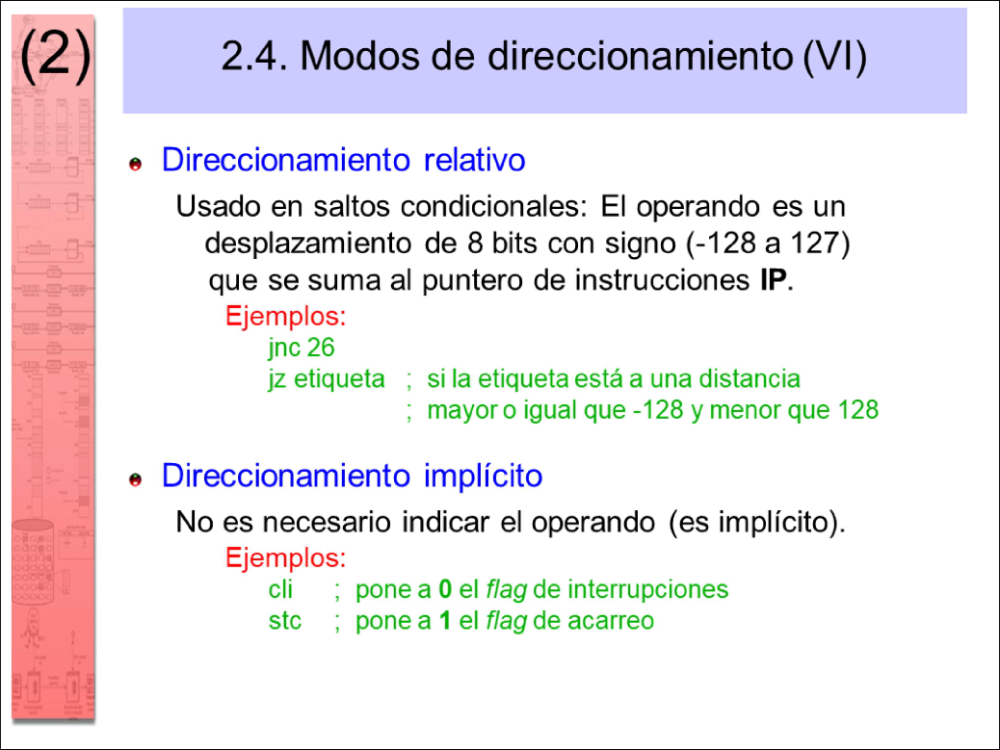 (2)
2.4. Modos de direccionamiento (VI)
Direccionamiento relativo
Usado en saltos condicionales: El operando es un
desplazamiento de 8 bits con signo (-128 a 127)
que se suma al puntero de instrucciones IP.
Ejemplos:
jnc 26
jz etiqueta ; si la etiqueta está a una distancia
; mayor o igual que -128 y menor que 128
Direccionamiento implícito
No es necesario indicar el operando (es implícito).
Ejemplos:
cli ; pone a 0 el flag de interrupciones
stc ; pone a 1 el flag de acarreo